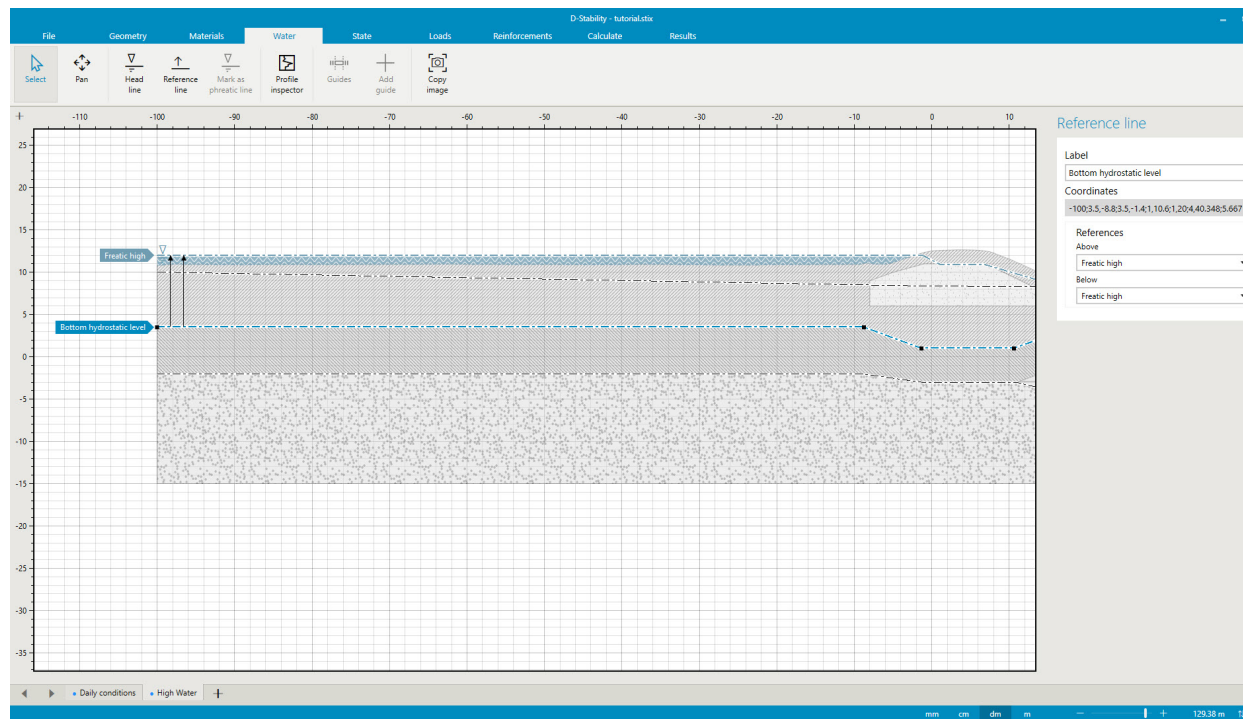 D-Stability - tutorial.stix
File Geometry Materials Water State Loads Reinforcements Calculate Results
Select Pan Head line Reference line Mark as phreatic line Profile inspector Guides Add guide Copy image
-110 -100 -90 -80 -70 -60 -50 -40 -30 -20 -10 0 10
Reference line
Label
Bottom hydrostatic level
Coordinates
-100;3.5,-8.8;3.5,-1.4;1,10.6;1,20;4,40.348;5.667
References
Above
Freatic high
Below
Freatic high
25
20
15
Freatic high
10
5
Bottom hydrostatic level
0
-5
-10
-15
-20
-25
-30
-35
Daily conditions High Water
mm cm dm m 129.38 m